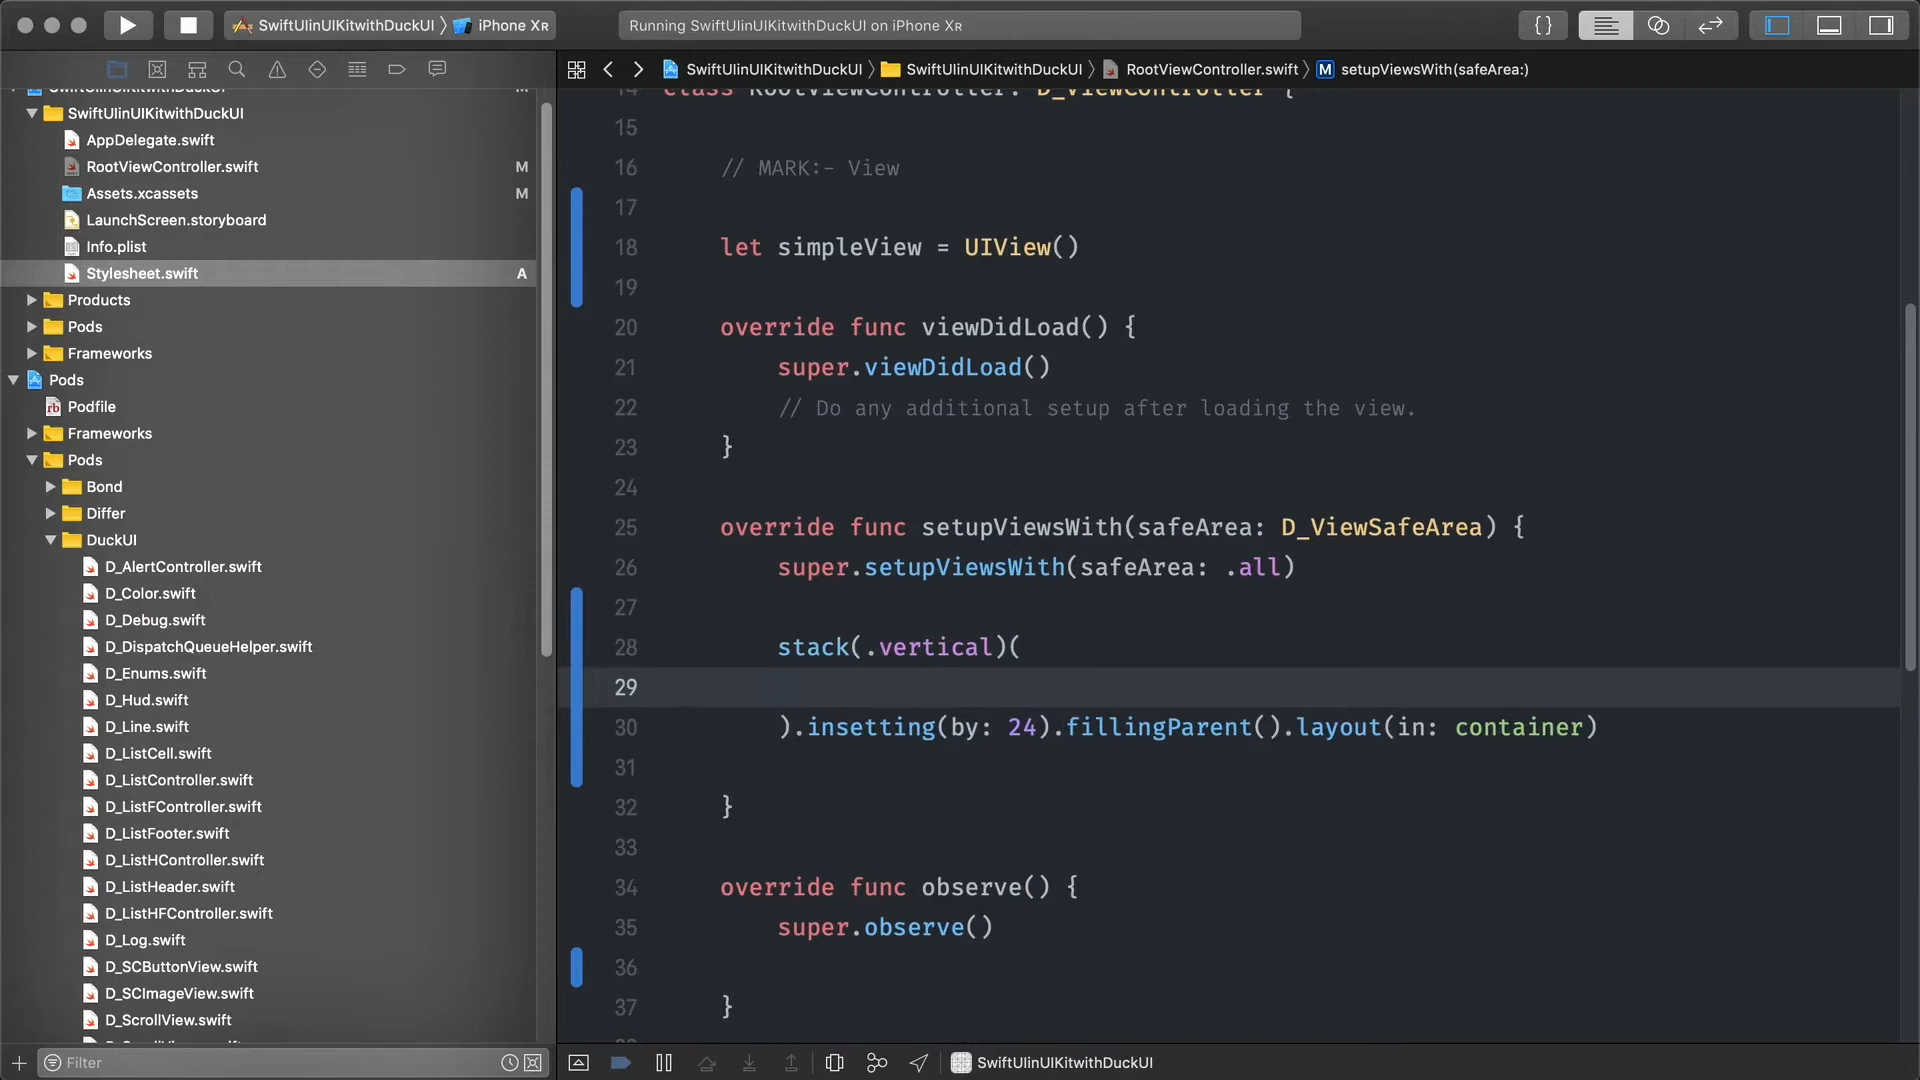 SwiftUIinUIKitwithDuckUI
iPhone XR
Running SwiftUIinUIKitwithDuckUI on iPhone XR
{}
SwiftUIinUIKitwithDuckUI
SwiftUIinUIKitwithDuckUI
RootViewController.swift
M
setupViewsWith(safeArea:)
SwiftUIinUIKitwithDuckUI
M
SwiftUIinUIKitwithDuckUI
AppDelegate.swift
RootViewController.swift
M
Assets.xcassets
M
LaunchScreen.storyboard
Info.plist
Stylesheet.swift
A
Products
Pods
Frameworks
Pods
rb
Podfile
Frameworks
Pods
Bond
Differ
DuckUI
D_AlertController.swift
D_Color.swift
D_Debug.swift
D_DispatchQueueHelper.swift
D_Enums.swift
D_Hud.swift
D_Line.swift
D_ListCell.swift
D_ListController.swift
D_ListFController.swift
D_ListFooter.swift
D_ListHController.swift
D_ListHeader.swift
D_ListHFController.swift
D_Log.swift
D_SCButtonView.swift
D_SCImageView.swift
D_ScrollView.swift
Filter
14 class RootViewController: D_ViewController {
15
16 // MARK:- View
17
18 let simpleView = UIView()
19
20 override func viewDidLoad() {
21 super.viewDidLoad()
22 // Do any additional setup after loading the view.
23 }
24
25 override func setupViewsWith(safeArea: D_ViewSafeArea) {
26 super.setupViewsWith(safeArea: .all)
27
28 stack(.vertical)(
29
30 ).insetting(by: 24).fillingParent().layout(in: container)
31
32 }
33
34 override func observe() {
35 super.observe()
36
37 }
SwiftUIinUIKitwithDuckUI